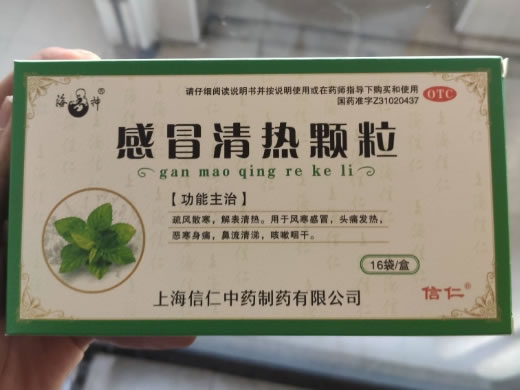 海神®
请仔细阅读说明书并按说明使用或在药师指导下购买和使用
国药准字Z31020437
OTC
感冒清热颗粒
gan mao qing re ke li
【功能主治】
疏风散寒，解表清热。用于风寒感冒，头痛发热，
恶寒身痛，鼻流清涕，咳嗽咽干。
16袋/盒
上海信仁中药制药有限公司
信仁®